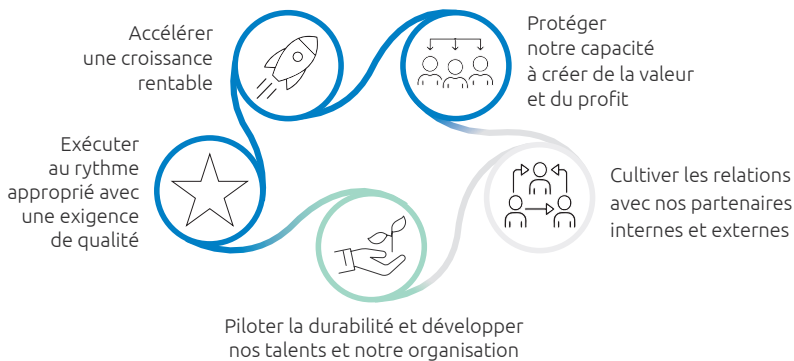 Accélérer
une croissance
rentable
Protéger
notre capacité
à créer de la valeur
et du profit
Exécuter
au rythme
approprié avec
une exigence
de qualité
Cultiver les relations
avec nos partenaires
internes et externes
Piloter la durabilité et développer
nos talents et notre organisation